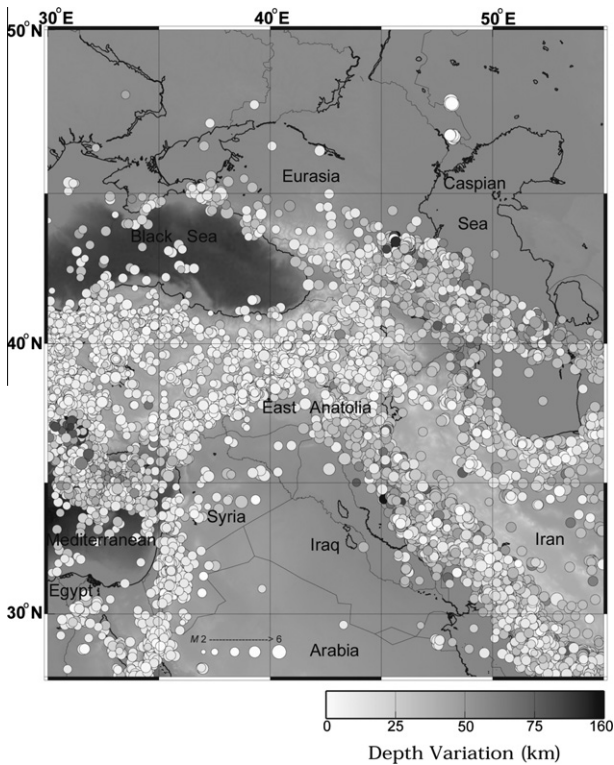 30°E 40°E 50°E
50°N
Eurasia
Caspian
Sea
Black Sea
40°N
East Anatolia
Syria
Mediterranean
Iraq
Iran
Egypt
30°N
M 2 ----------> 6
Arabia
0 25 50 75 160
Depth Variation (km)